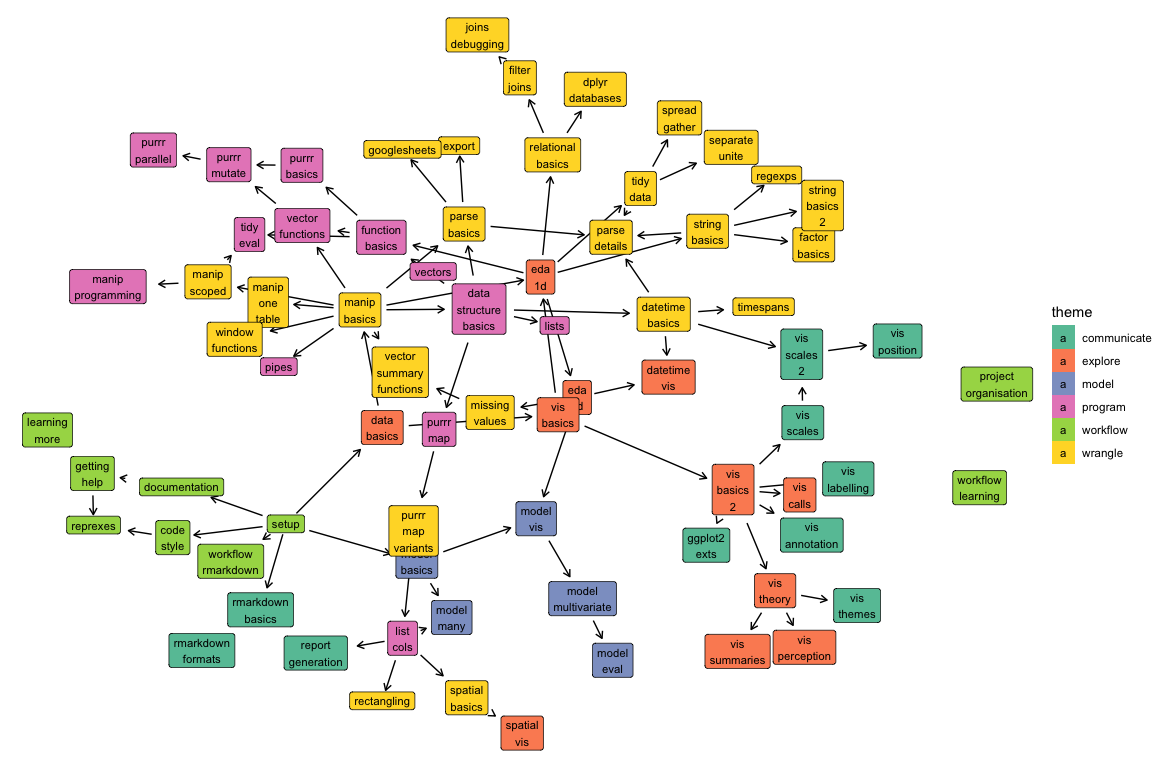 joins
debugging
filter
joins
dplyr
databases
spread
gather
separate
unite
relational
basics
googlesheets
export
purrr
parallel
purrr
mutate
purrr
basics
regexps
tidy
data
string
basics
2
vector
functions
function
basics
parse
basics
parse
details
string
basics
factor
basics
tidy
eval
vectors
eda
1d
manip
programming
manip
scoped
manip
one
table
manip
basics
data
structure
basics
lists
datetime
basics
timespans
window
functions
pipes
vector
summary
functions
vis
scales
2
vis
position
datetime
vis
project
organisation
eda
vis
basics
missing
values
data
basics
purrr
map
vis
scales
learning
more
getting
help
documentation
reprexes
code
style
setup
workflow
rmarkdown
rmarkdown
basics
rmarkdown
formats
report
generation
vis
basics
2
vis
labelling
vis
calls
vis
annotation
ggplot2
exts
workflow
learning
purrr
map
variants
basics
model
vis
model
many
model
multivariate
model
eval
list
cols
rectangling
spatial
basics
spatial
vis
vis
theory
vis
themes
vis
summaries
vis
perception
theme
a communicate
a explore
a model
a program
a workflow
a wrangle